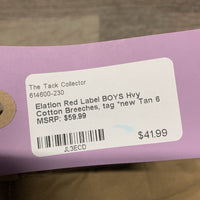 The Tack Collector
614600-230
Elation Red Label BOYS Hvy
Cotton Breeches, tag *new Tan 6
MSRP: $59.99
$41.99
JL3ECD